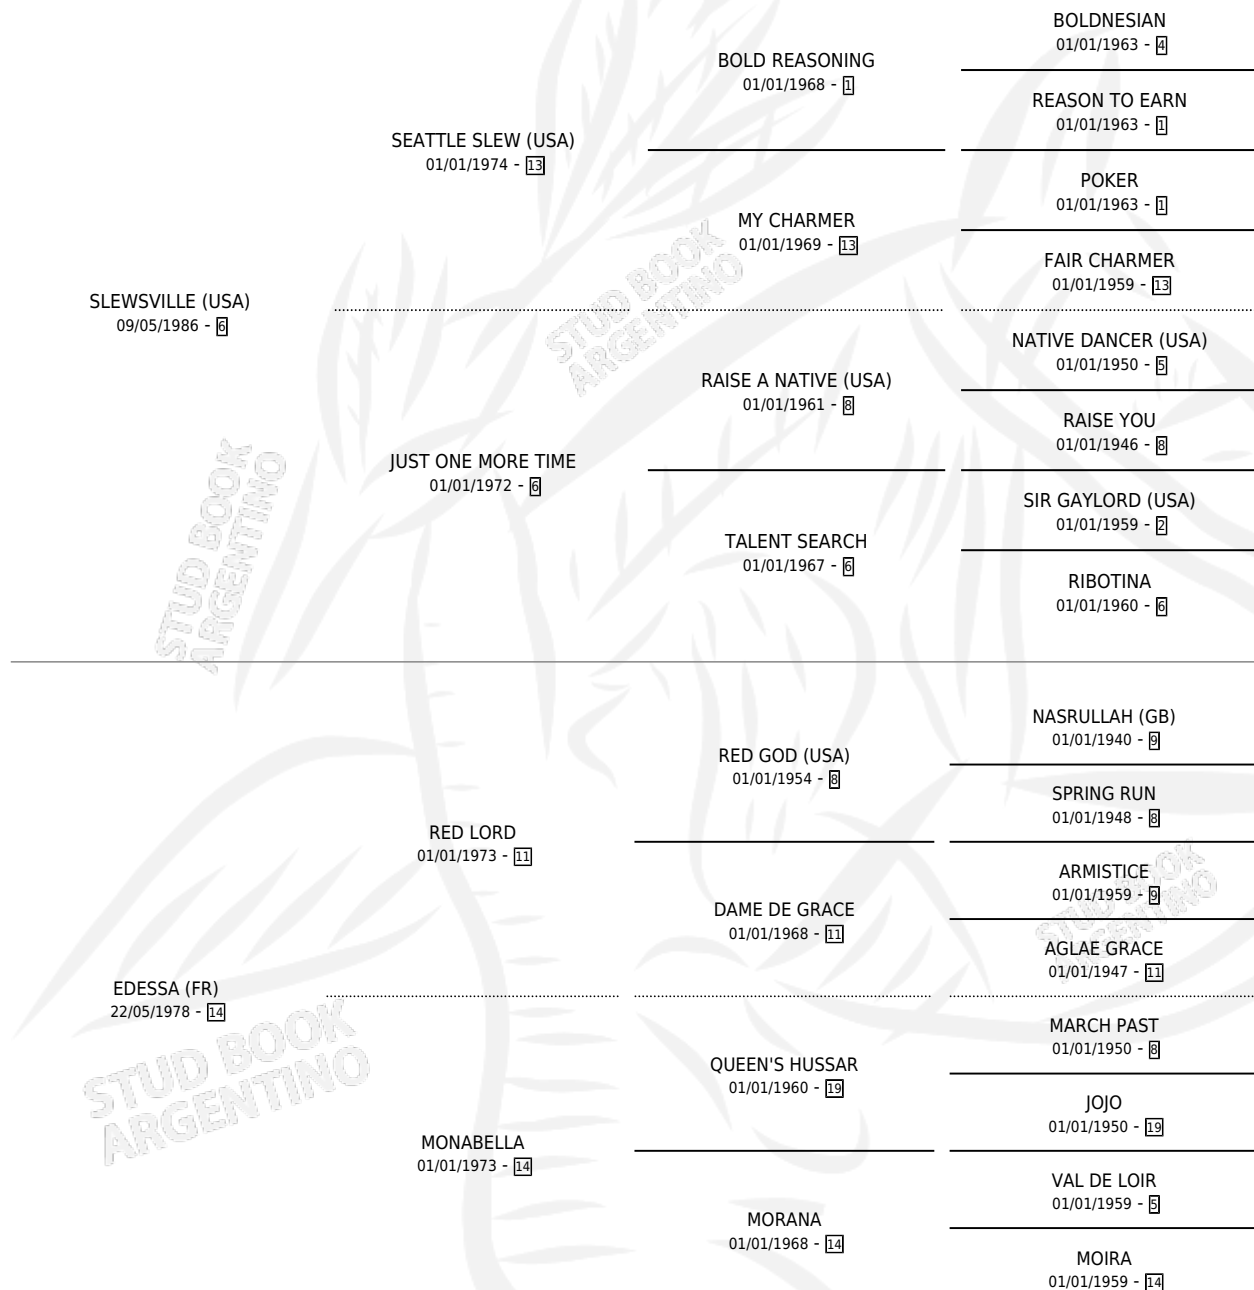 BOLDNESIAN
01/01/1963 - 4
BOLD REASONING
01/01/1968 - 1
REASON TO EARN
01/01/1963 - 1
SEATTLE SLEW (USA)
01/01/1974 - 13
POKER
01/01/1963 - 1
MY CHARMER
01/01/1969 - 13
FAIR CHARMER
01/01/1959 - 13
SLEWSVILLE (USA)
09/05/1986 - 6
STUD BOOK
ARGENTINO
NATIVE DANCER (USA)
01/01/1950 - 5
RAISE A NATIVE (USA)
01/01/1961 - 8
RAISE YOU
01/01/1946 - 8
JUST ONE MORE TIME
01/01/1972 - 6
SIR GAYLORD (USA)
01/01/1959 - 2
TALENT SEARCH
01/01/1967 - 6
RIBOTINA
01/01/1960 - 6
STUD BOOK
ARGENTINO
NASRULLAH (GB)
01/01/1940 - 9
RED GOD (USA)
01/01/1954 - 8
SPRING RUN
01/01/1948 - 8
RED LORD
01/01/1973 - 11
ARMISTICE
01/01/1959 - 9
DAME DE GRACE
01/01/1968 - 11
STUD BOOK
ARGENTINO
AGLAE GRACE
01/01/1947 - 11
EDESSA (FR)
22/05/1978 - 14
STUD BOOK
ARGENTINO
MARCH PAST
01/01/1950 - 8
QUEEN'S HUSSAR
01/01/1960 - 19
JOJO
01/01/1950 - 19
MONABELLA
01/01/1973 - 14
VAL DE LOIR
01/01/1959 - 5
MORANA
01/01/1968 - 14
MOIRA
01/01/1959 - 14